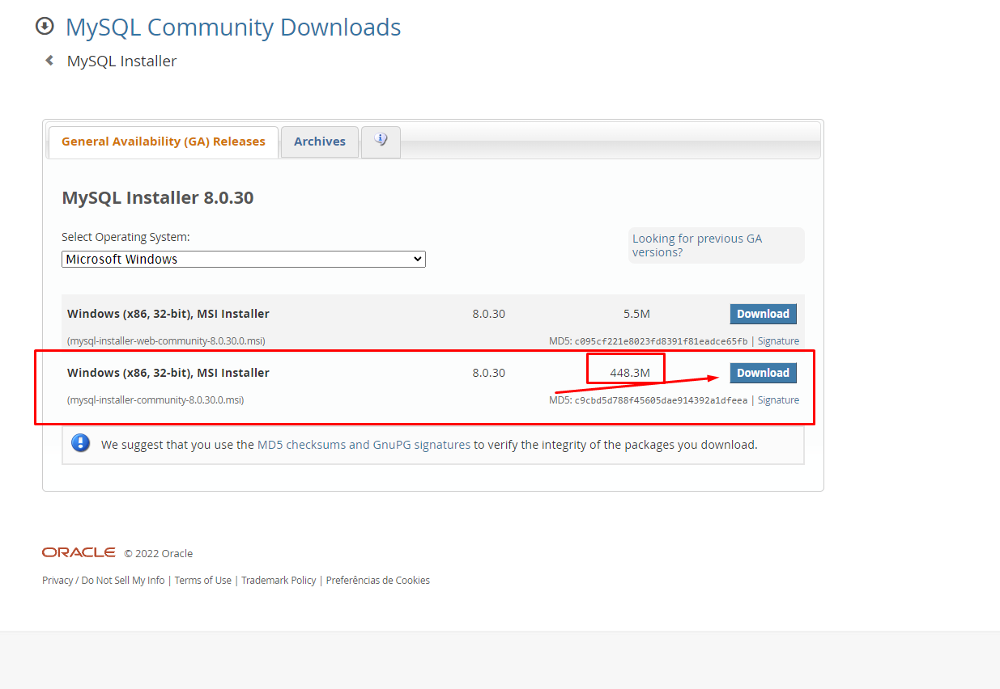 MySQL Community Downloads
MySQL Installer
General Availability (GA) Releases Archives
MySQL Installer 8.0.30
Select Operating System:
Looking for previous GA
versions?
Microsoft Windows
Windows (x86, 32-bit), MSI Installer 8.0.30 5.5M Download
(mysql-installer-web-community-8.0.30.0.msi) MD5: c095cf221e8023fd8391f81eadce65fb | Signature
Windows (x86, 32-bit), MSI Installer 8.0.30 448.3M Download
(mysql-installer-community-8.0.30.0.msi) MD5: c9cbd5d788f45605dae914392a1dfeea | Signature
We suggest that you use the MD5 checksums and GnuPG signatures to verify the integrity of the packages you download.
ORACLE © 2022 Oracle
Privacy / Do Not Sell My Info | Terms of Use | Trademark Policy | Preferências de Cookies